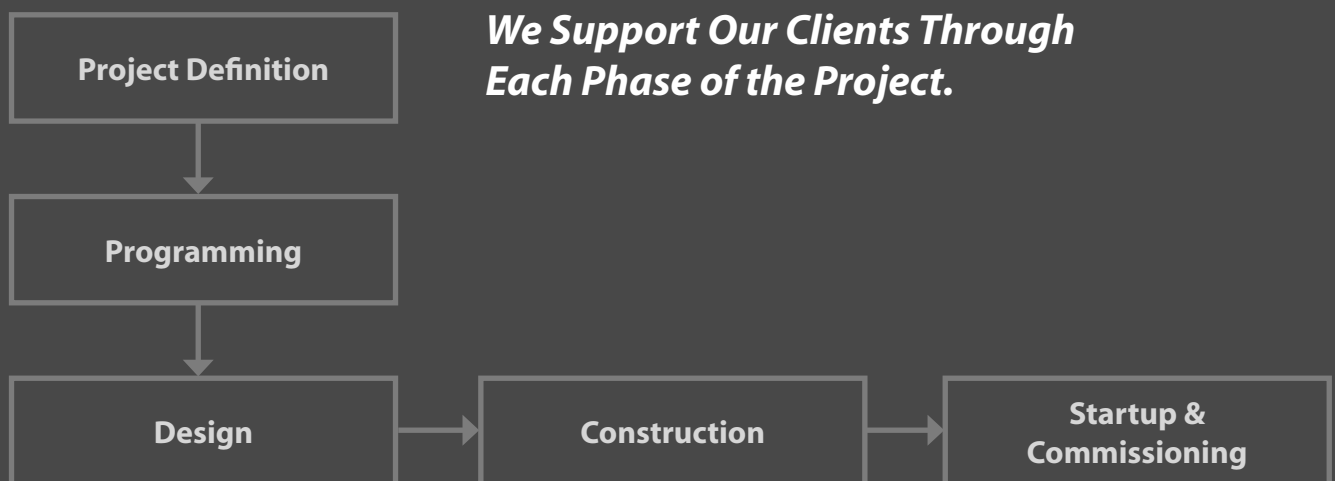 We Support Our Clients Through
Each Phase of the Project.
Project Definition
Programming
Design
Construction
Startup &
Commissioning